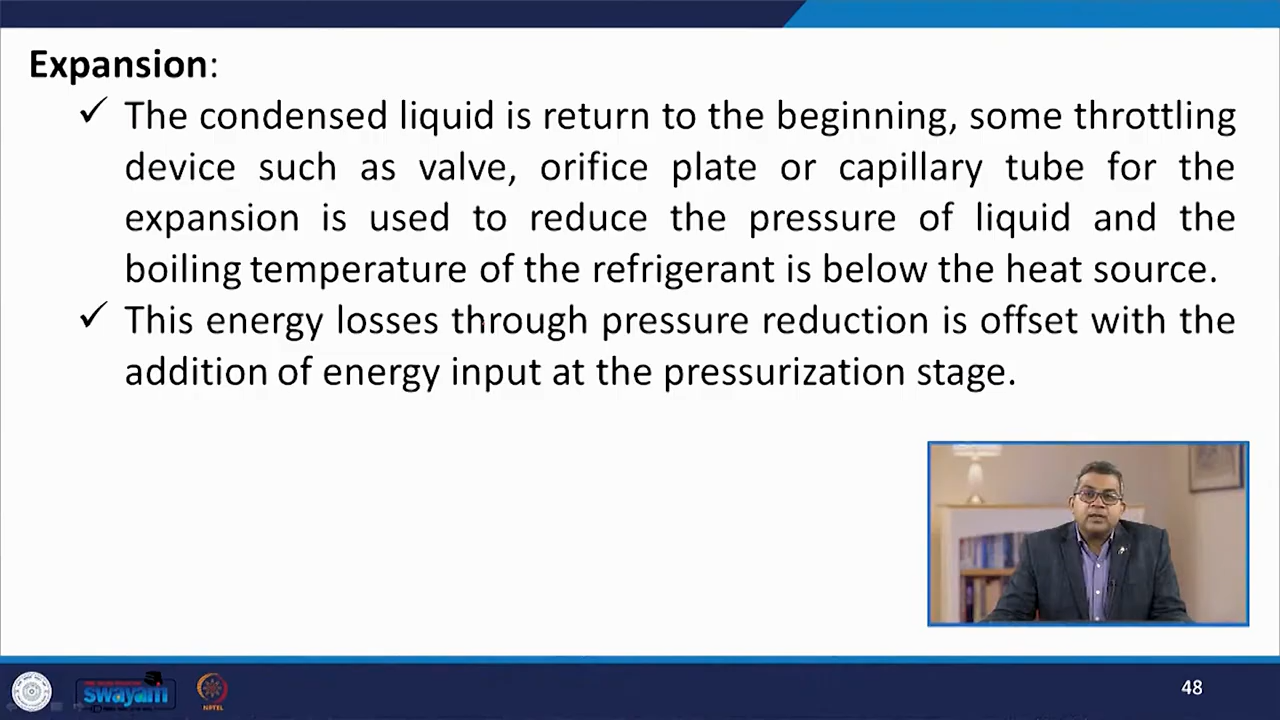 Expansion:
✓ The condensed liquid is return to the beginning, some throttling
device such as valve, orifice plate or capillary tube for the
expansion is used to reduce the pressure of liquid and the
boiling temperature of the refrigerant is below the heat source.
✓ This energy losses through pressure reduction is offset with the
addition of energy input at the pressurization stage.
swayam
NPTEL
48